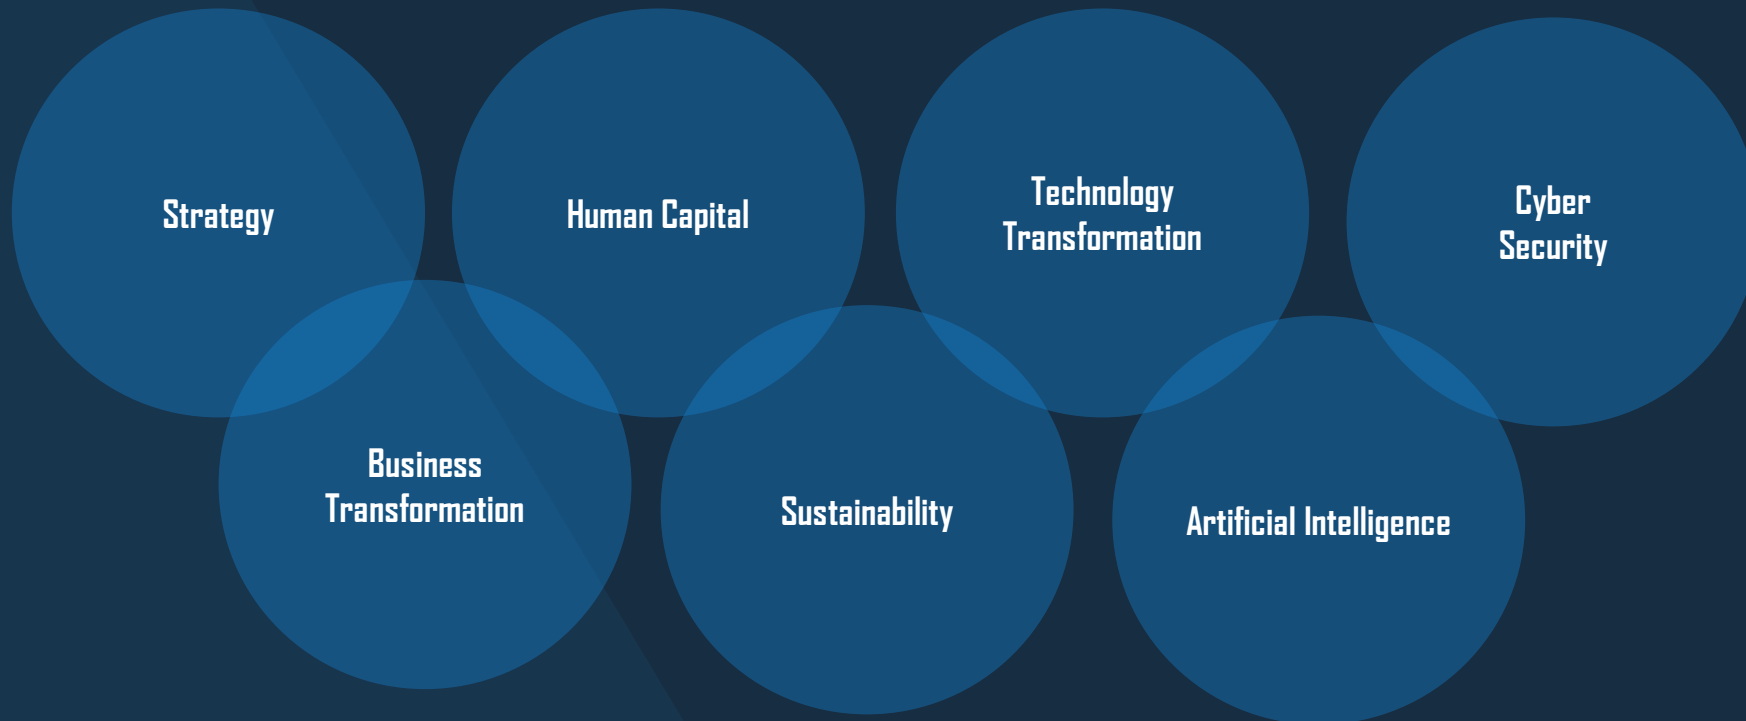 Strategy
Human Capital
Technology
Transformation
Cyber
Security
Business
Transformation
Sustainability
Artificial Intelligence